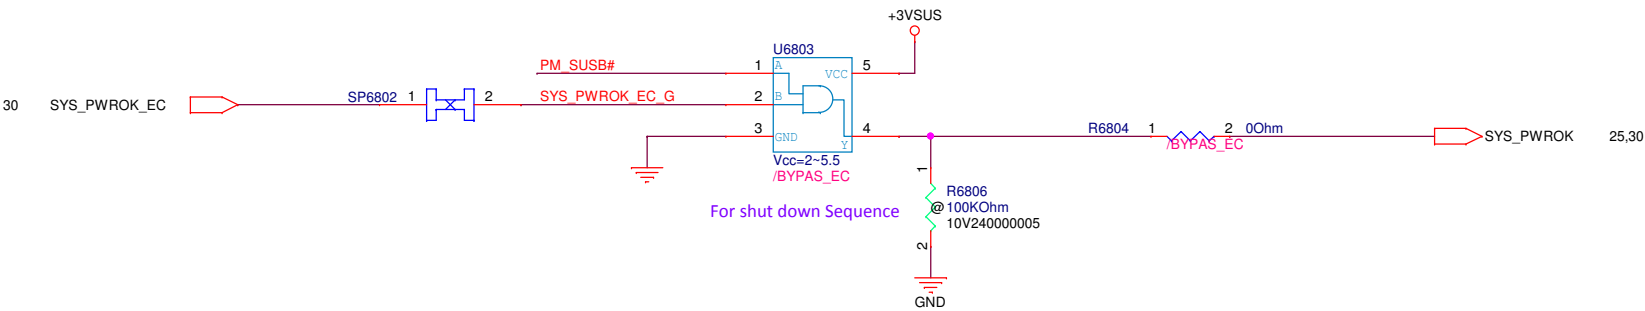 +3VSUS
U6803
PM_SUSB#
1
A
VCC
5
30
SYS_PWROK_EC
SP6802
1
2
SYS_PWROK_EC_G
2
B
3
GND
Y
4
R6804
1
2
0Ohm
/BYPAS_EC
SYS_PWROK
25,30
Vcc=2~5.5
/BYPAS_EC
For shut down Sequence
1
R6806
@
100KOhm
10V240000005
2
GND